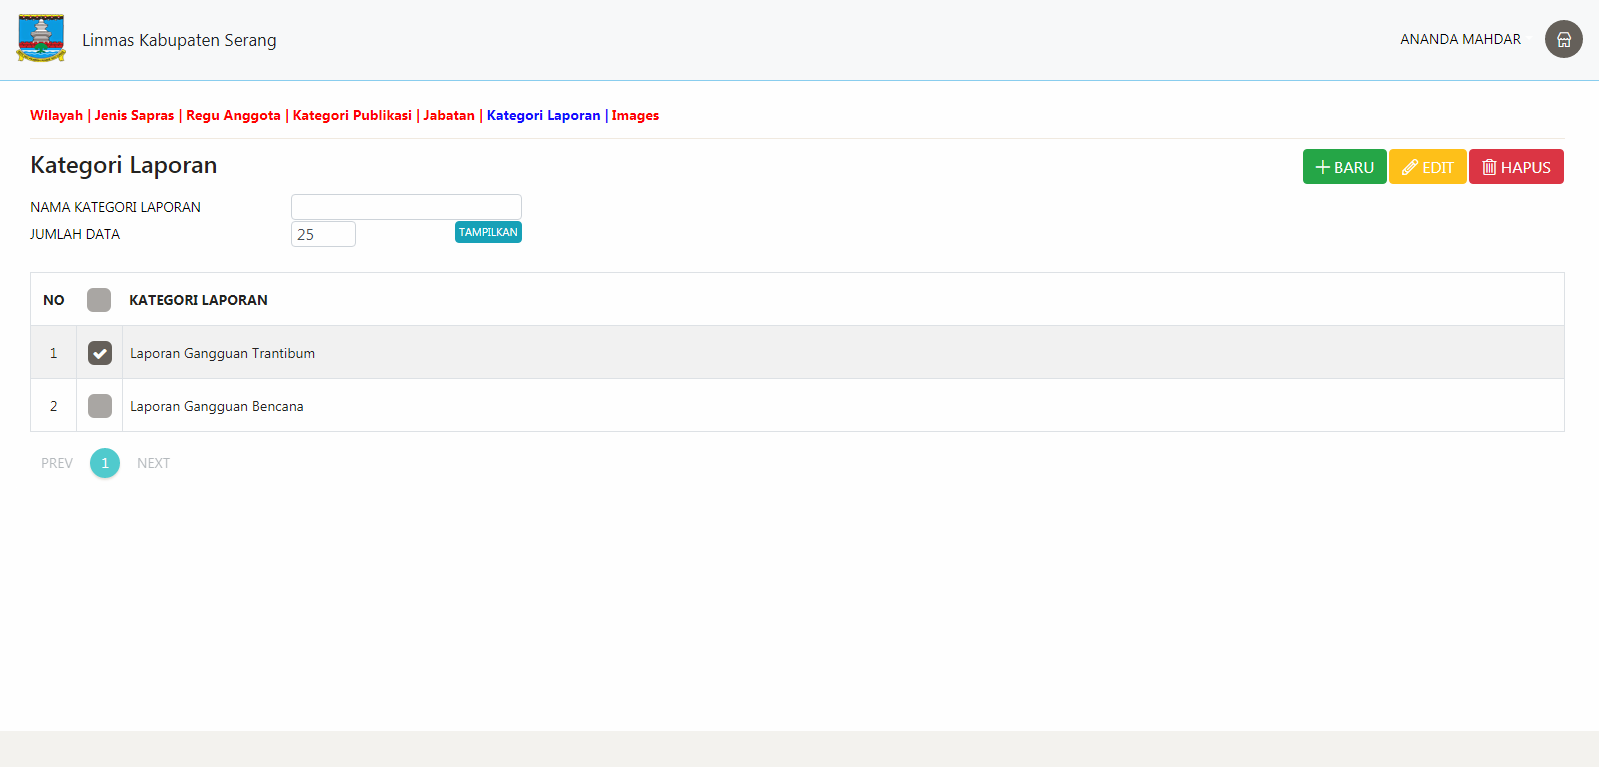 Linmas Kabupaten Serang
ANANDA MAHDAR
Wilayah | Jenis Sapras | Regu Anggota | Kategori Publikasi | Jabatan | Kategori Laporan | Images
Kategori Laporan
BARU EDIT HAPUS
NAMA KATEGORI LAPORAN
JUMLAH DATA 25 TAMPILKAN
NO KATEGORI LAPORAN
1 Laporan Gangguan Trantibum
2 Laporan Gangguan Bencana
PREV 1 NEXT